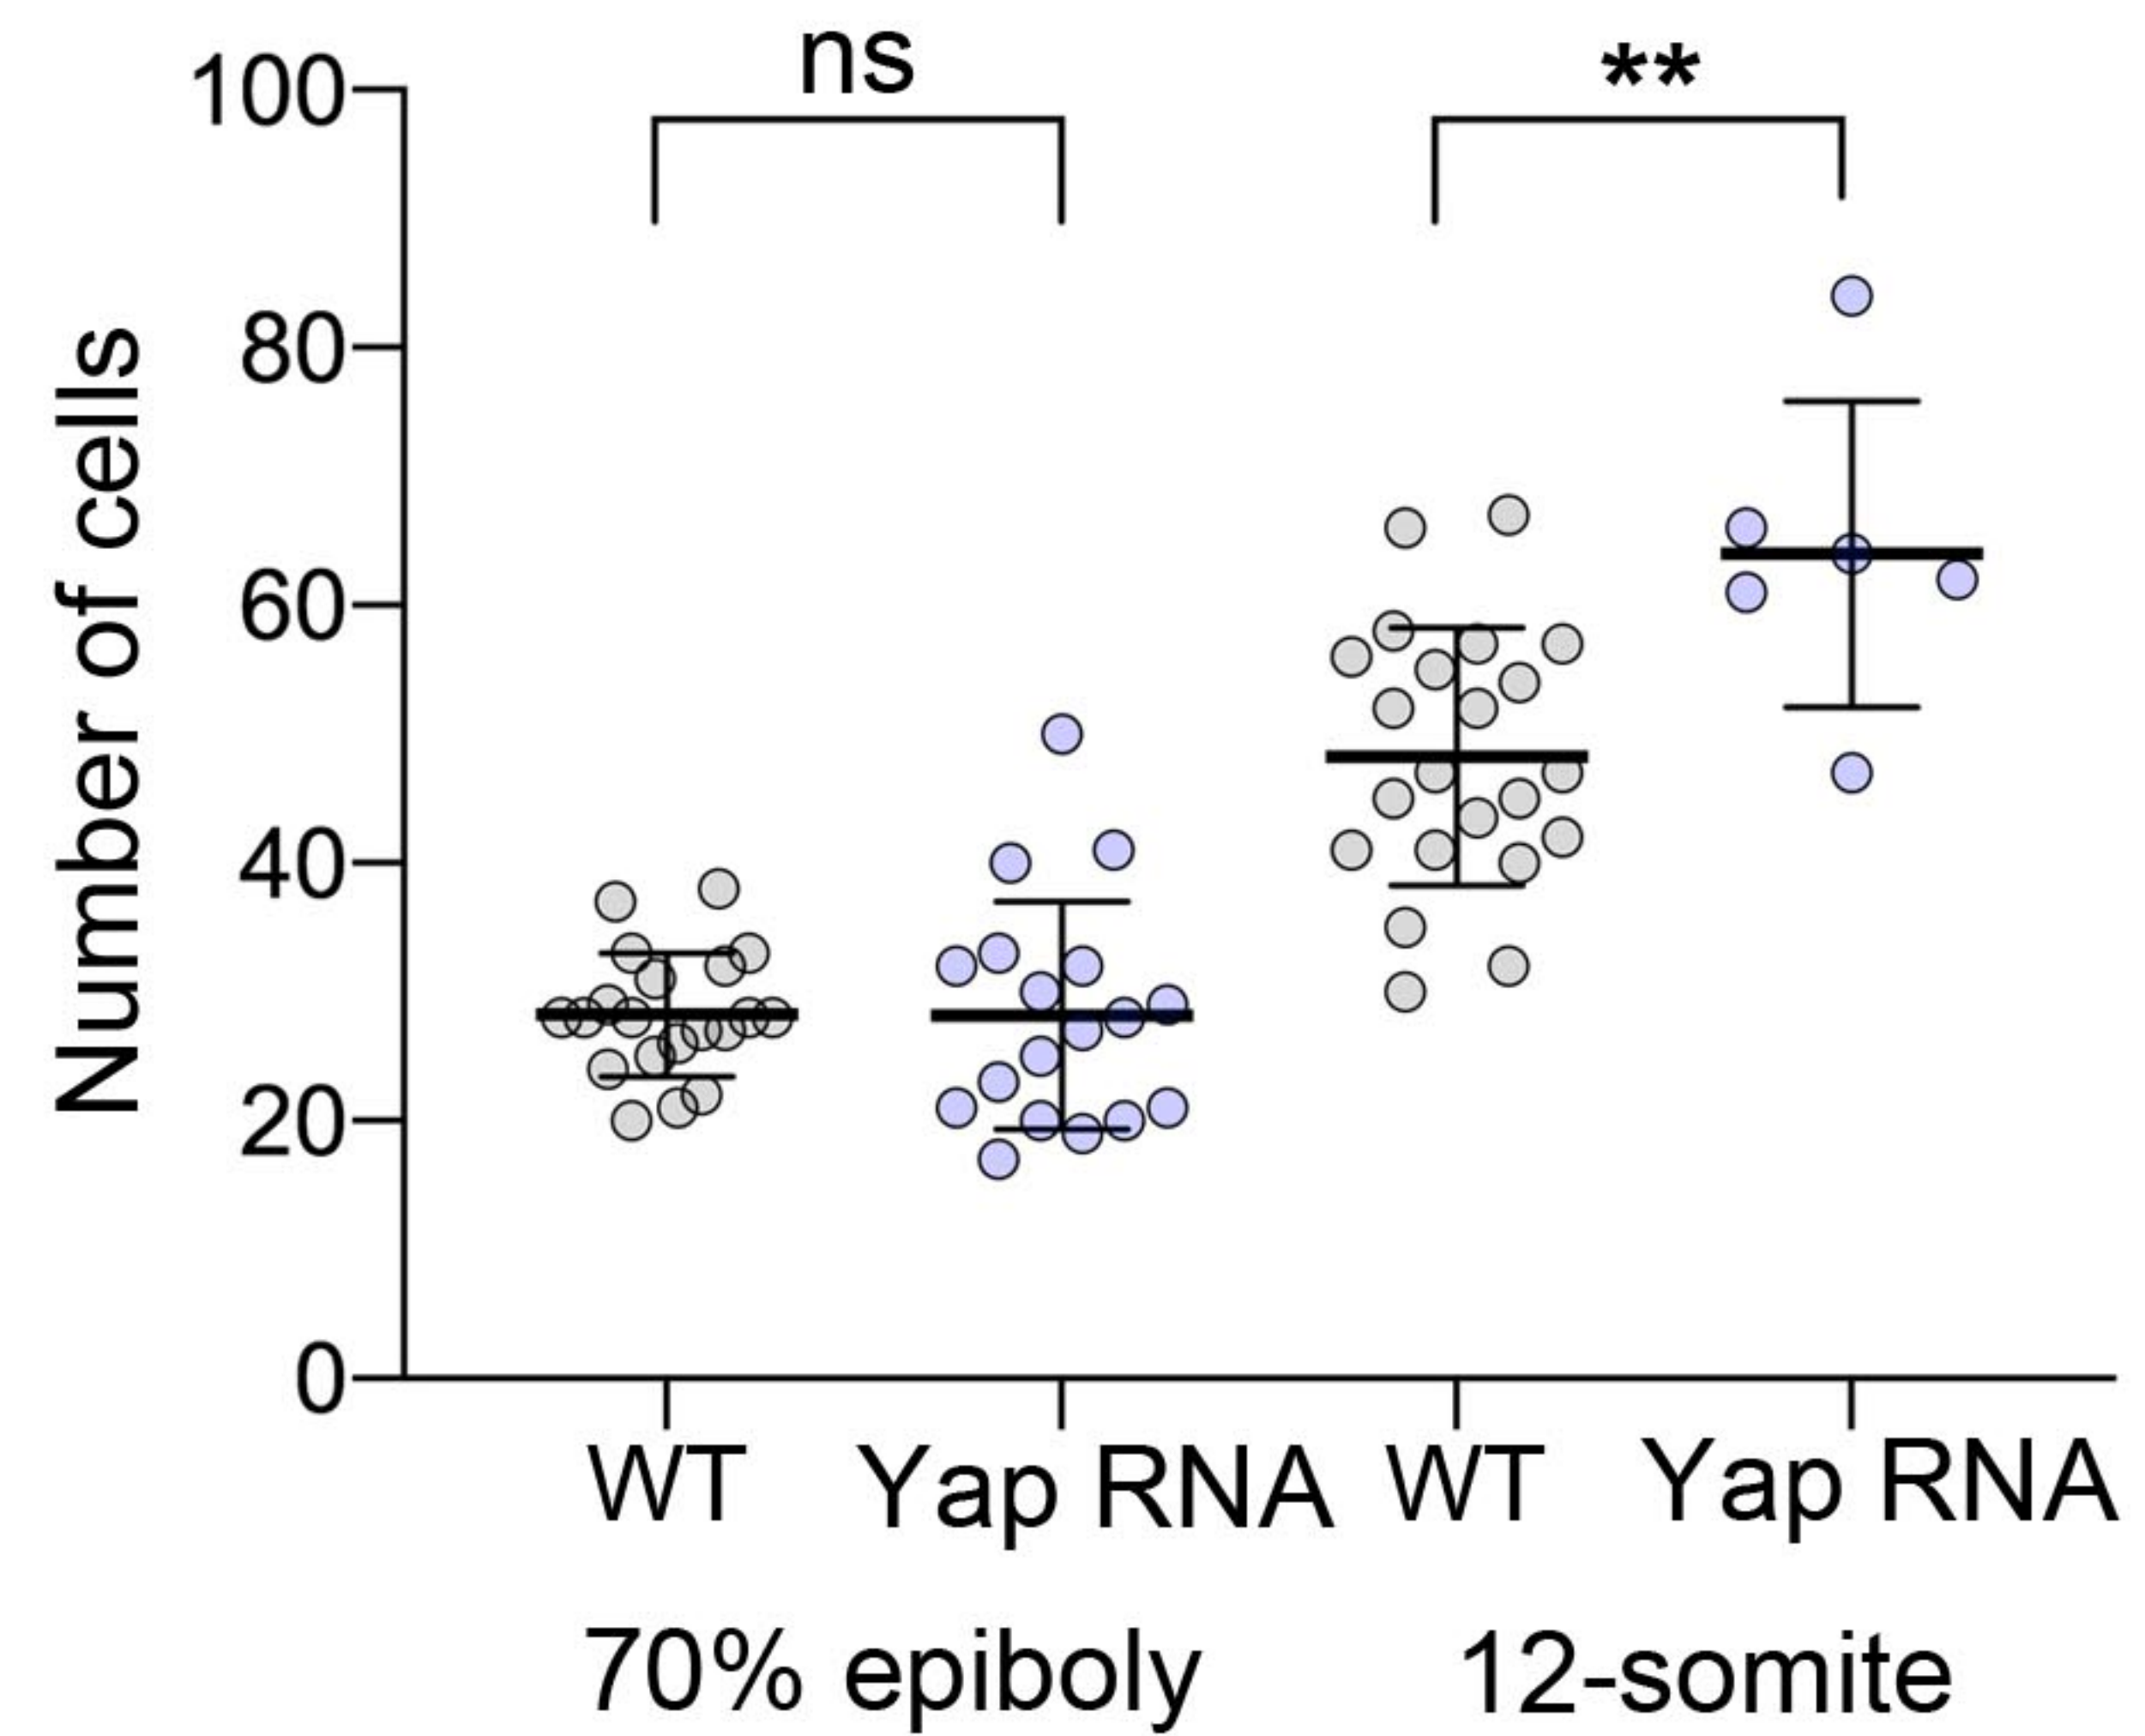 ns
**
100
80
60
40
20
0
Number of cells
WT Yap RNA WT Yap RNA
70% epiboly 12-somite